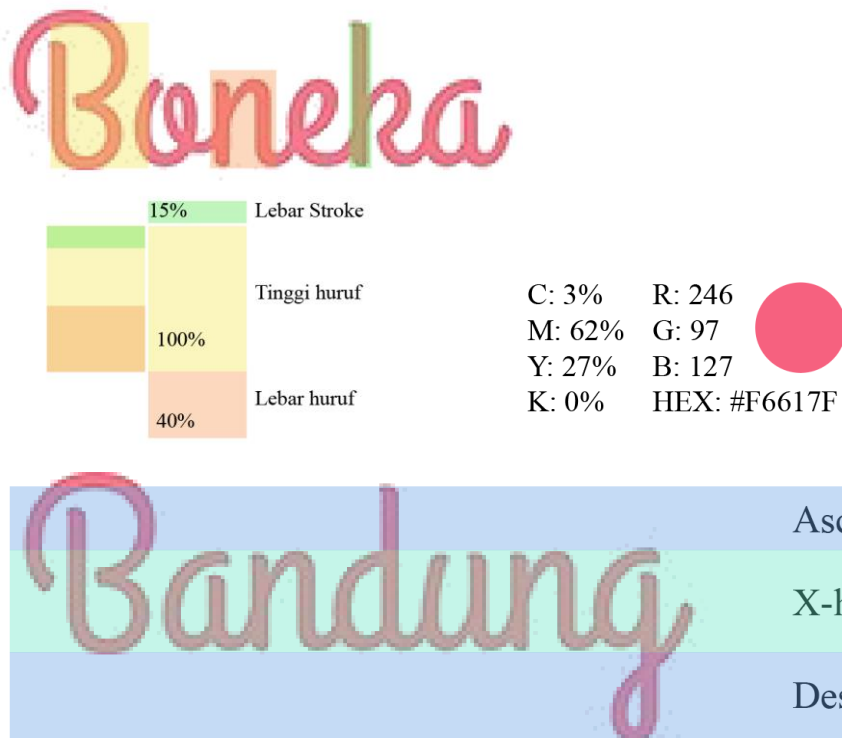 Boneka
15% Lebar Stroke
Tinggi huruf
100%
Lebar huruf
40%
C: 3% R: 246
M: 62% G: 97
Y: 27% B: 127
K: 0% HEX: #F6617F
Bandung